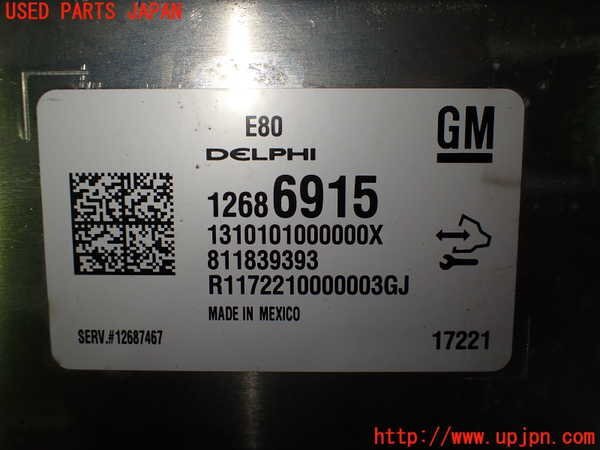 USED PARTS JAPAN
E80
GM
DELPHI
12686915
1310101000000X
811839393
R1172210000003GJ
MADE IN MEXICO
SERV.#12687467
17221
http://www.upjpn.com/